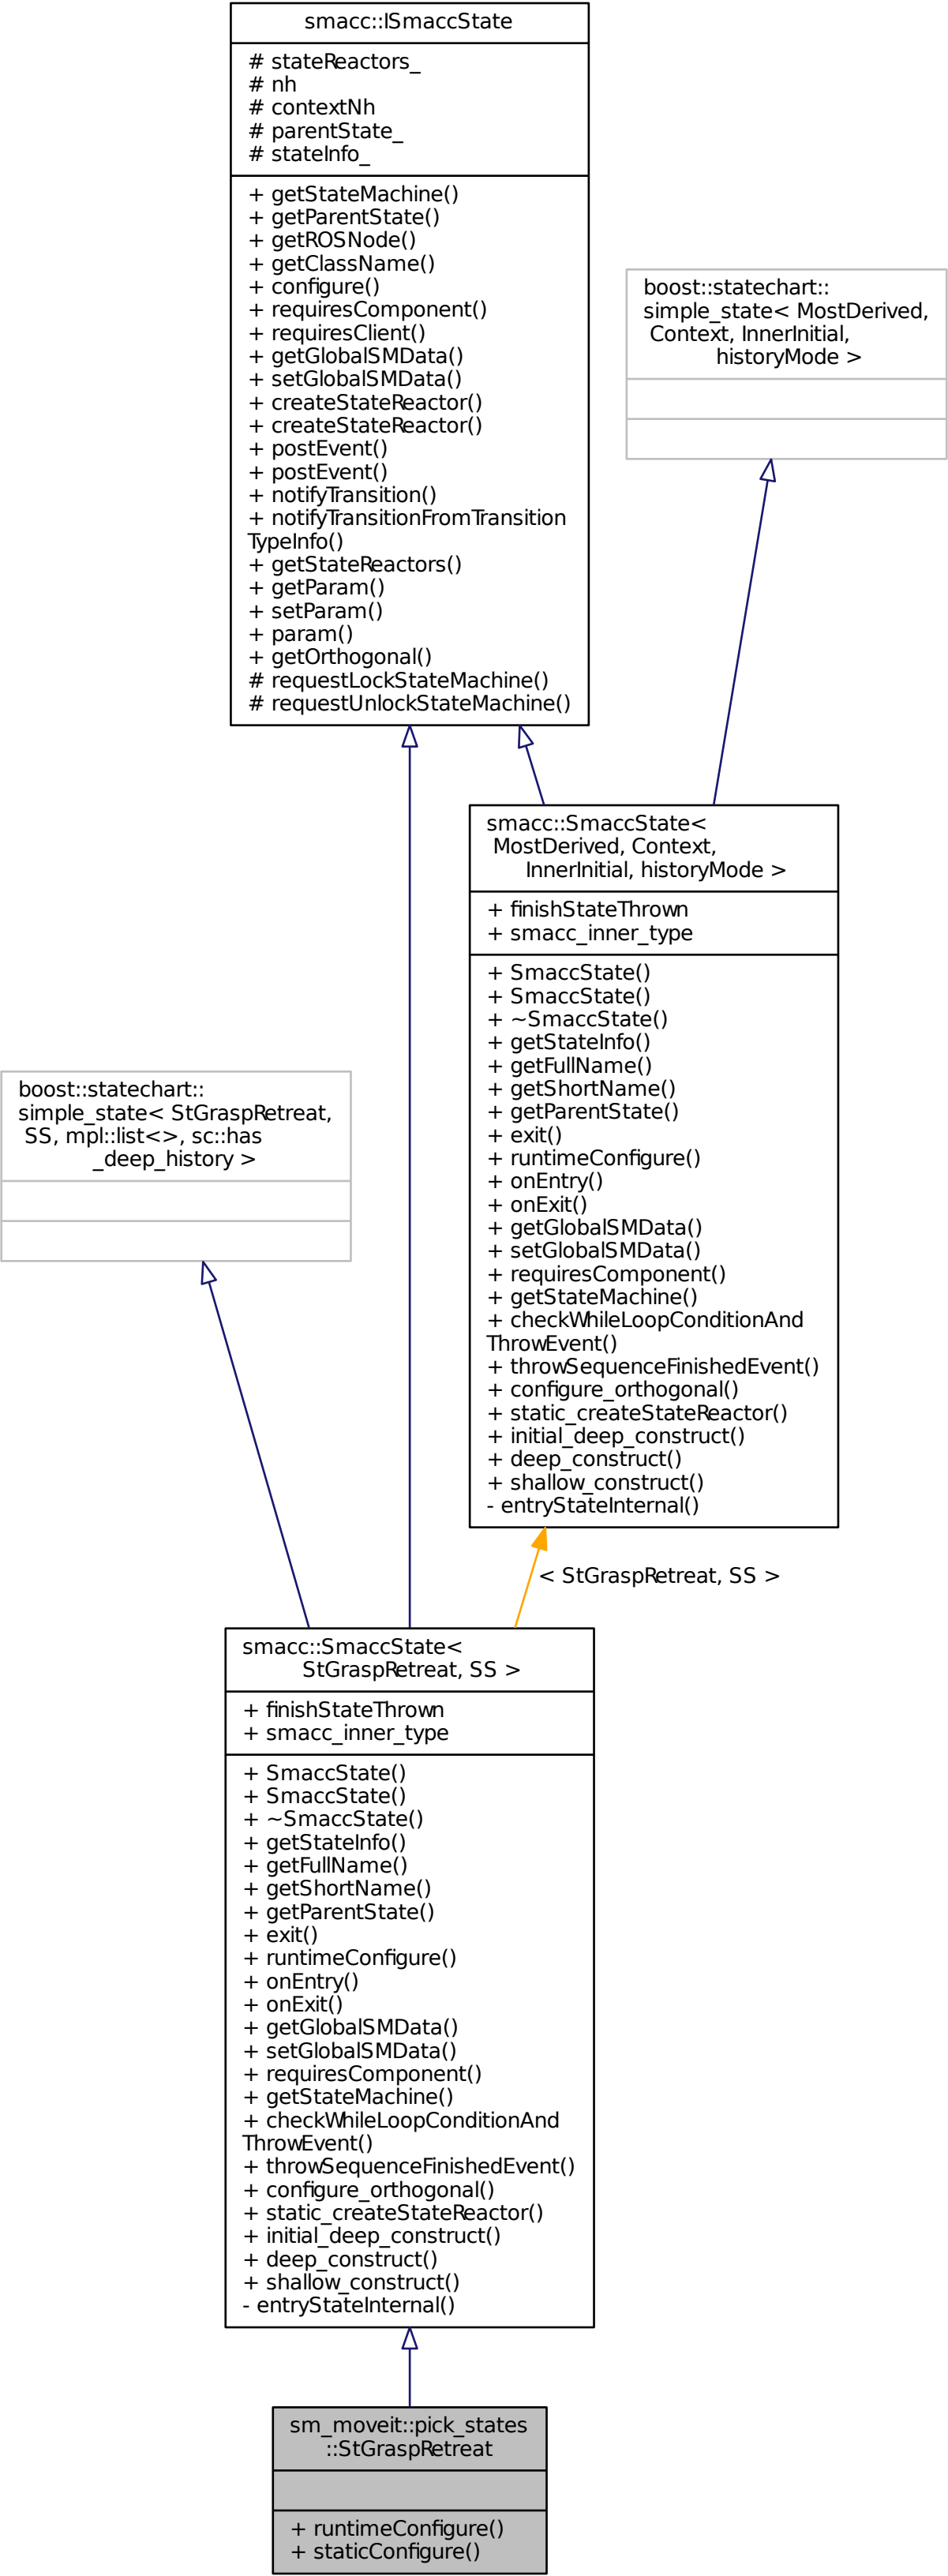 smacc::ISmaccState
# stateReactors_
# nh
# contextNh
# parentState_
# stateInfo_
+ getStateMachine()
+ getParentState()
+ getROSNode()
+ getClassName()
+ configure()
+ requiresComponent()
+ requiresClient()
+ getGlobalSMData()
+ setGlobalSMData()
+ createStateReactor()
+ createStateReactor()
+ postEvent()
+ postEvent()
+ notifyTransition()
+ notifyTransitionFromTransition
TypeInfo()
+ getStateReactors()
+ getParam()
+ setParam()
+ param()
+ getOrthogonal()
# requestLockStateMachine()
# requestUnlockStateMachine()
boost::statechart::
simple_state< MostDerived,
Context, InnerInitial,
historyMode >
smacc::SmaccState<
MostDerived, Context,
InnerInitial, historyMode >
+ finishStateThrown
+ smacc_inner_type
+ SmaccState()
+ SmaccState()
+ ~SmaccState()
+ getStateInfo()
+ getFullName()
+ getShortName()
+ getParentState()
+ exit()
+ runtimeConfigure()
+ onEntry()
+ onExit()
+ getGlobalSMData()
+ setGlobalSMData()
+ requiresComponent()
+ getStateMachine()
+ checkWhileLoopConditionAnd
ThrowEvent()
+ throwSequenceFinishedEvent()
+ configure_orthogonal()
+ static_createStateReactor()
+ initial_deep_construct()
+ deep_construct()
+ shallow_construct()
- entryStateInternal()
boost::statechart::
simple_state< StGraspRetreat,
SS, mpl::list<>, sc::has
_deep_history >
< StGraspRetreat, SS >
smacc::SmaccState<
StGraspRetreat, SS >
+ finishStateThrown
+ smacc_inner_type
+ SmaccState()
+ SmaccState()
+ ~SmaccState()
+ getStateInfo()
+ getFullName()
+ getShortName()
+ getParentState()
+ exit()
+ runtimeConfigure()
+ onEntry()
+ onExit()
+ getGlobalSMData()
+ setGlobalSMData()
+ requiresComponent()
+ getStateMachine()
+ checkWhileLoopConditionAnd
ThrowEvent()
+ throwSequenceFinishedEvent()
+ configure_orthogonal()
+ static_createStateReactor()
+ initial_deep_construct()
+ deep_construct()
+ shallow_construct()
- entryStateInternal()
sm_moveit::pick_states
::StGraspRetreat
+ runtimeConfigure()
+ staticConfigure()